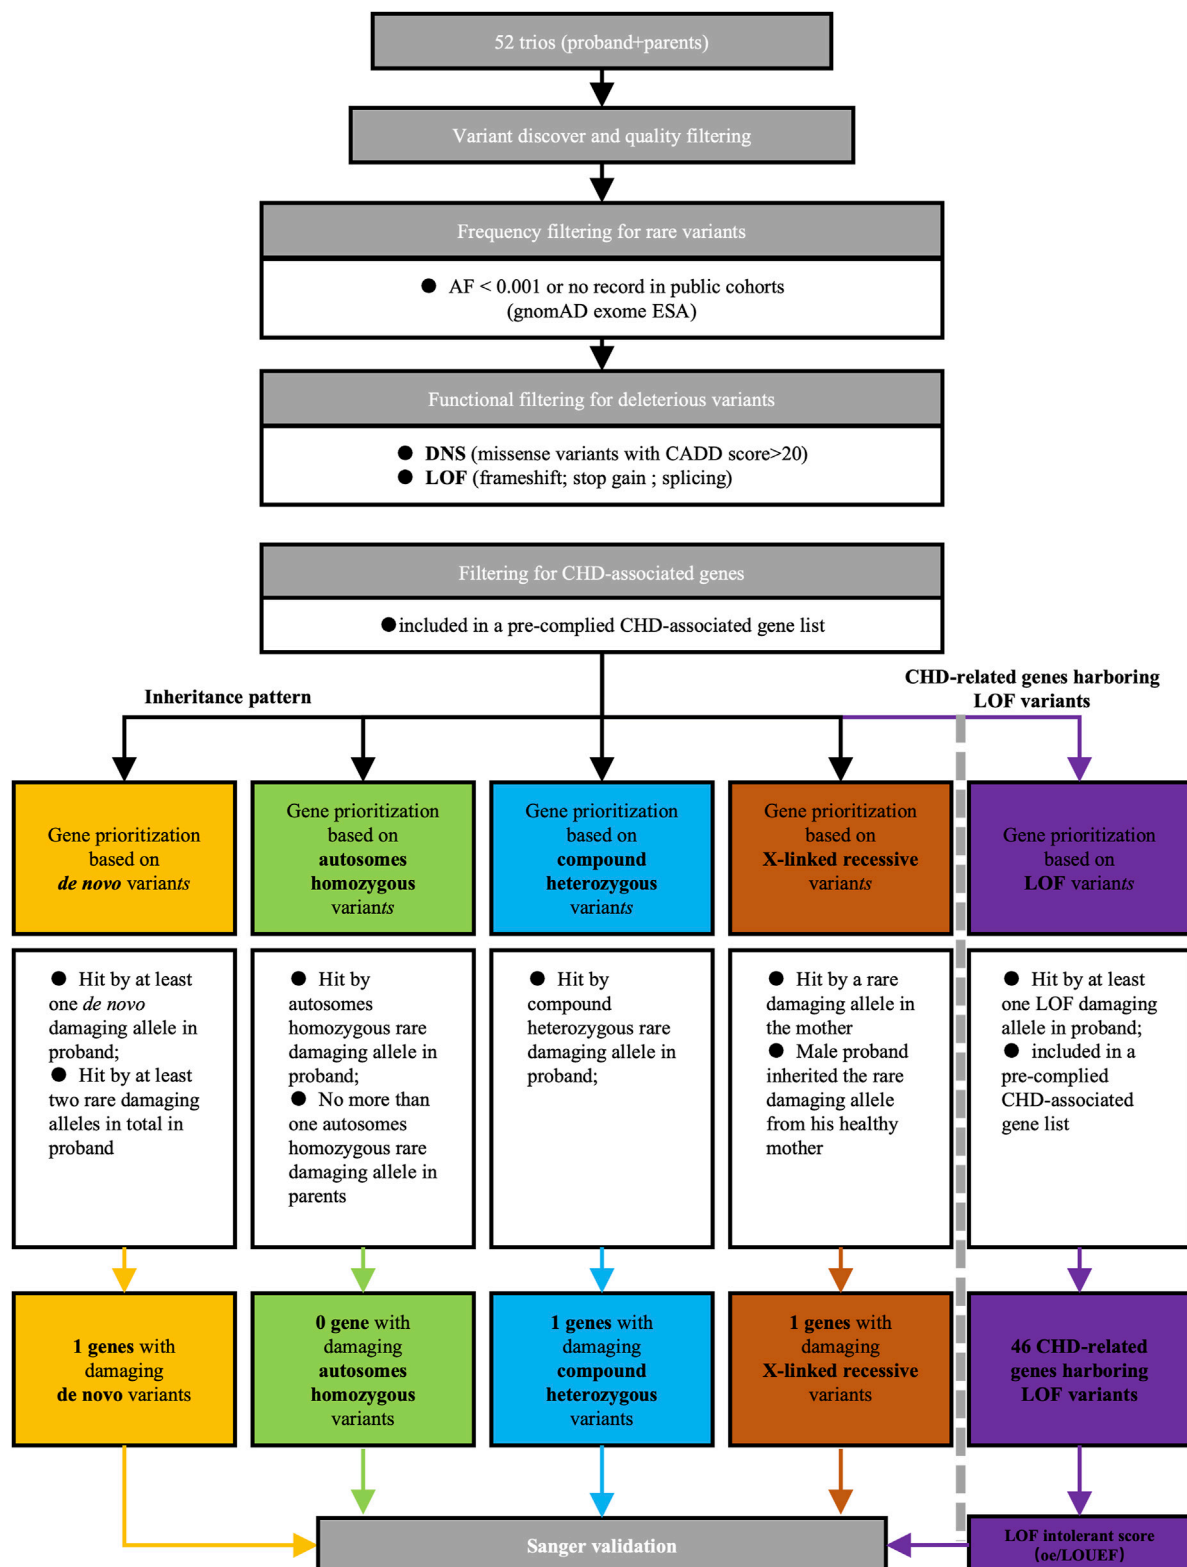 52 trios (proband+parents)
Variant discover and quality filtering
Frequency filtering for rare variants
● AF < 0.001 or no record in public cohorts
(gnomAD exome ESA)
Functional filtering for deleterious variants
● DNS (missense variants with CADD score>20)
● LOF (frameshift; stop gain ; splicing)
Filtering for CHD-associated genes
●included in a pre-complied CHD-associated gene list
Inheritance pattern
CHD-related genes harboring
LOF variants
Gene prioritization
based on
de novo variants
Gene prioritization
based on
autosomes
homozygous
variants
Gene prioritization
based on
compound
heterozygous
variants
Gene prioritization
based on
X-linked recessive
variants
Gene prioritization
based on
LOF variants
● Hit by at least
one de novo
damaging allele in
proband;
● Hit by at least
two rare damaging
alleles in total in
proband
● Hit by
autosomes
homozygous rare
damaging allele in
proband;
● No more than
one autosomes
homozygous rare
damaging allele in
parents
● Hit by
compound
heterozygous rare
damaging allele in
proband;
● Hit by a rare
damaging allele in
the mother
● Male proband
inherited the rare
damaging allele
from his healthy
mother
● Hit by at least
one LOF damaging
allele in proband;
● included in a
pre-complied
CHD-associated
gene list
1 genes with
damaging
de novo variants
0 gene with
damaging
autosomes
homozygous
variants
1 genes with
damaging
compound
heterozygous
variants
1 genes with
damaging
X-linked recessive
variants
46 CHD-related
genes harboring
LOF variants
Sanger validation
LOF intolerant score
(oe/LOUEF)